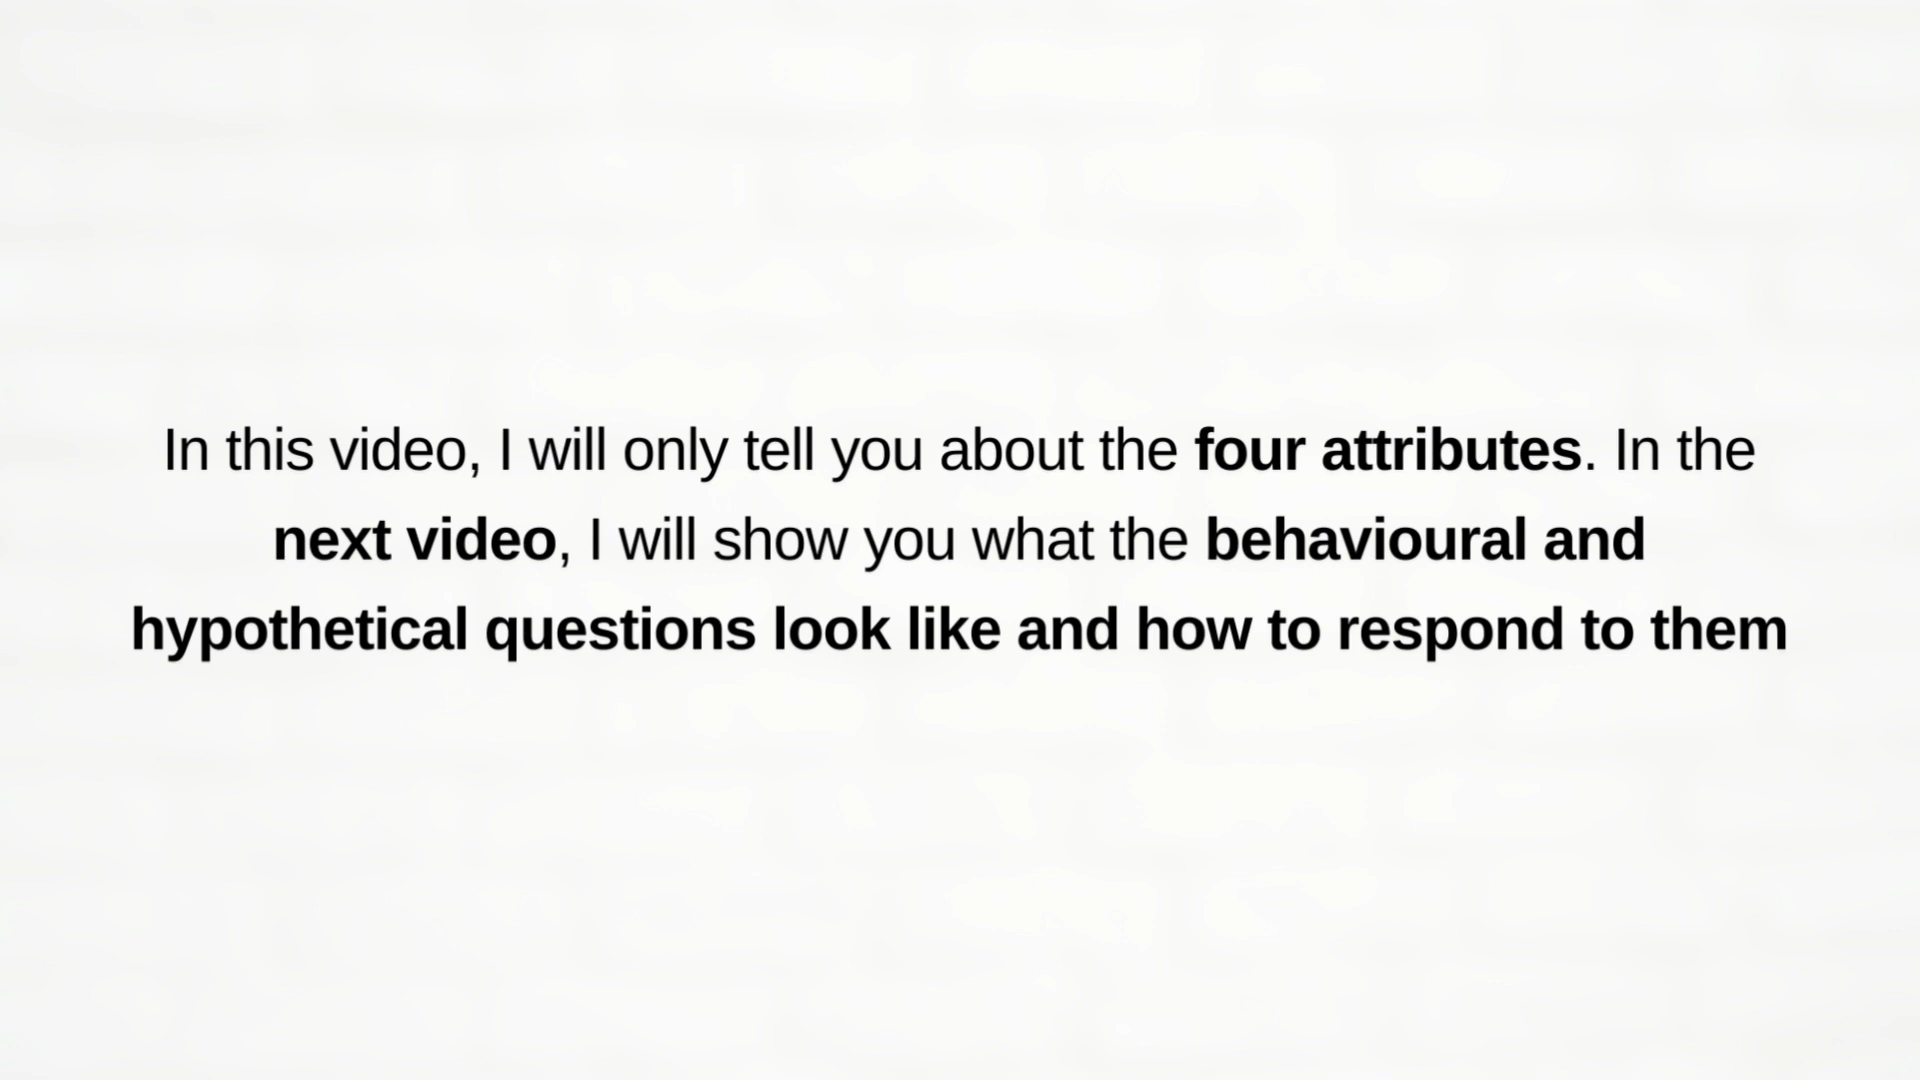 In this video, I will only tell you about the four attributes. In the
next video, I will show you what the behavioural and
hypothetical questions look like and how to respond to them